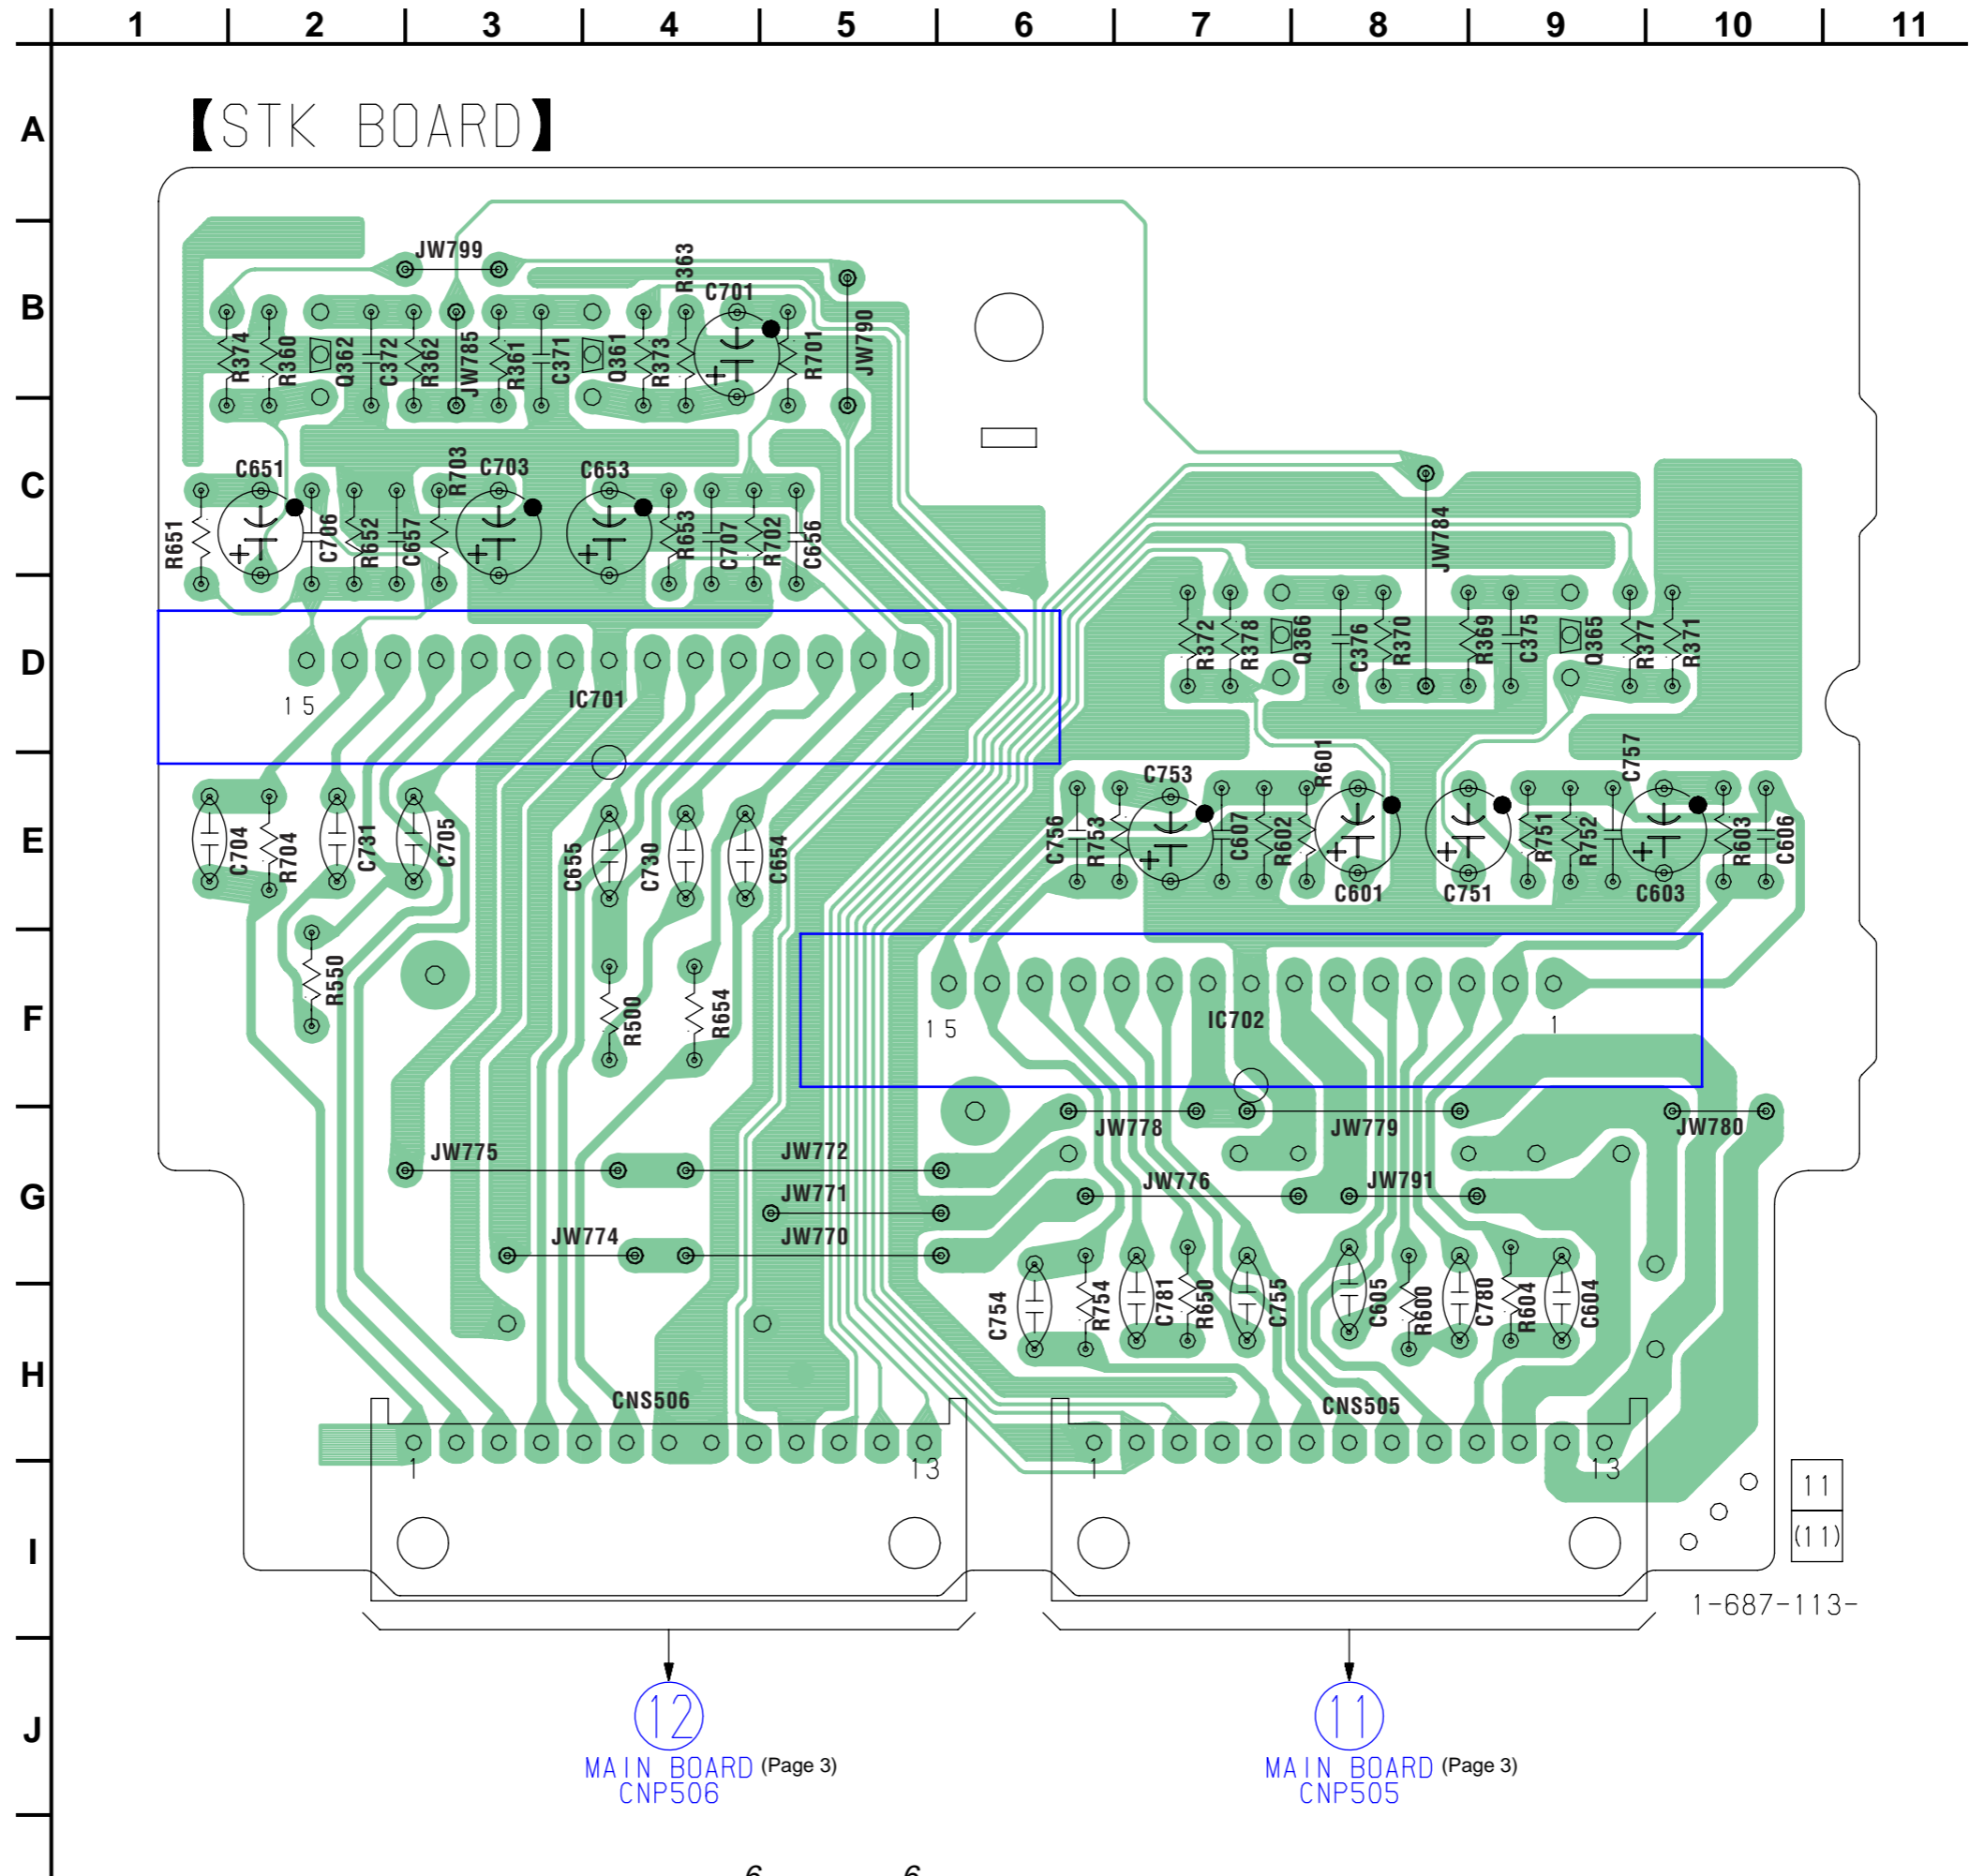 1 2 3 4 5 6 7 8 9 10 11
A
【STK BOARD】
B
JW799 R363 C701
R374 R360 Q362 C372 R362 JW785 R361 C371 Q361 R373 R701 JW790
C
C651 R703 C703 C653
R651 C706 R652 C657 R653 C707 R702 C656 JW784
D
R372 R378 Q366 C376 R370 R369 C375 Q365 R377 R371
15 IC701 1
E
C753 R601 C757
C704 R704 C731 C705 C655 C730 C654 C756 R753 C607 R602 R751 R752 R603 C606
C601 C751 C603
F
R550 R500 R654
15 IC702 1
G
JW778 JW779 JW780
JW775 JW772
JW776 JW791
JW771
JW774 JW770
H
C754 R754 C781 R650 C755 C605 R600 C780 R604 C604
CNS506 CNS505
1 13 1 13
I
11
(11)
1-687-113-
J
12 11
MAIN BOARD (Page 3) MAIN BOARD (Page 3)
CNP506 CNP505